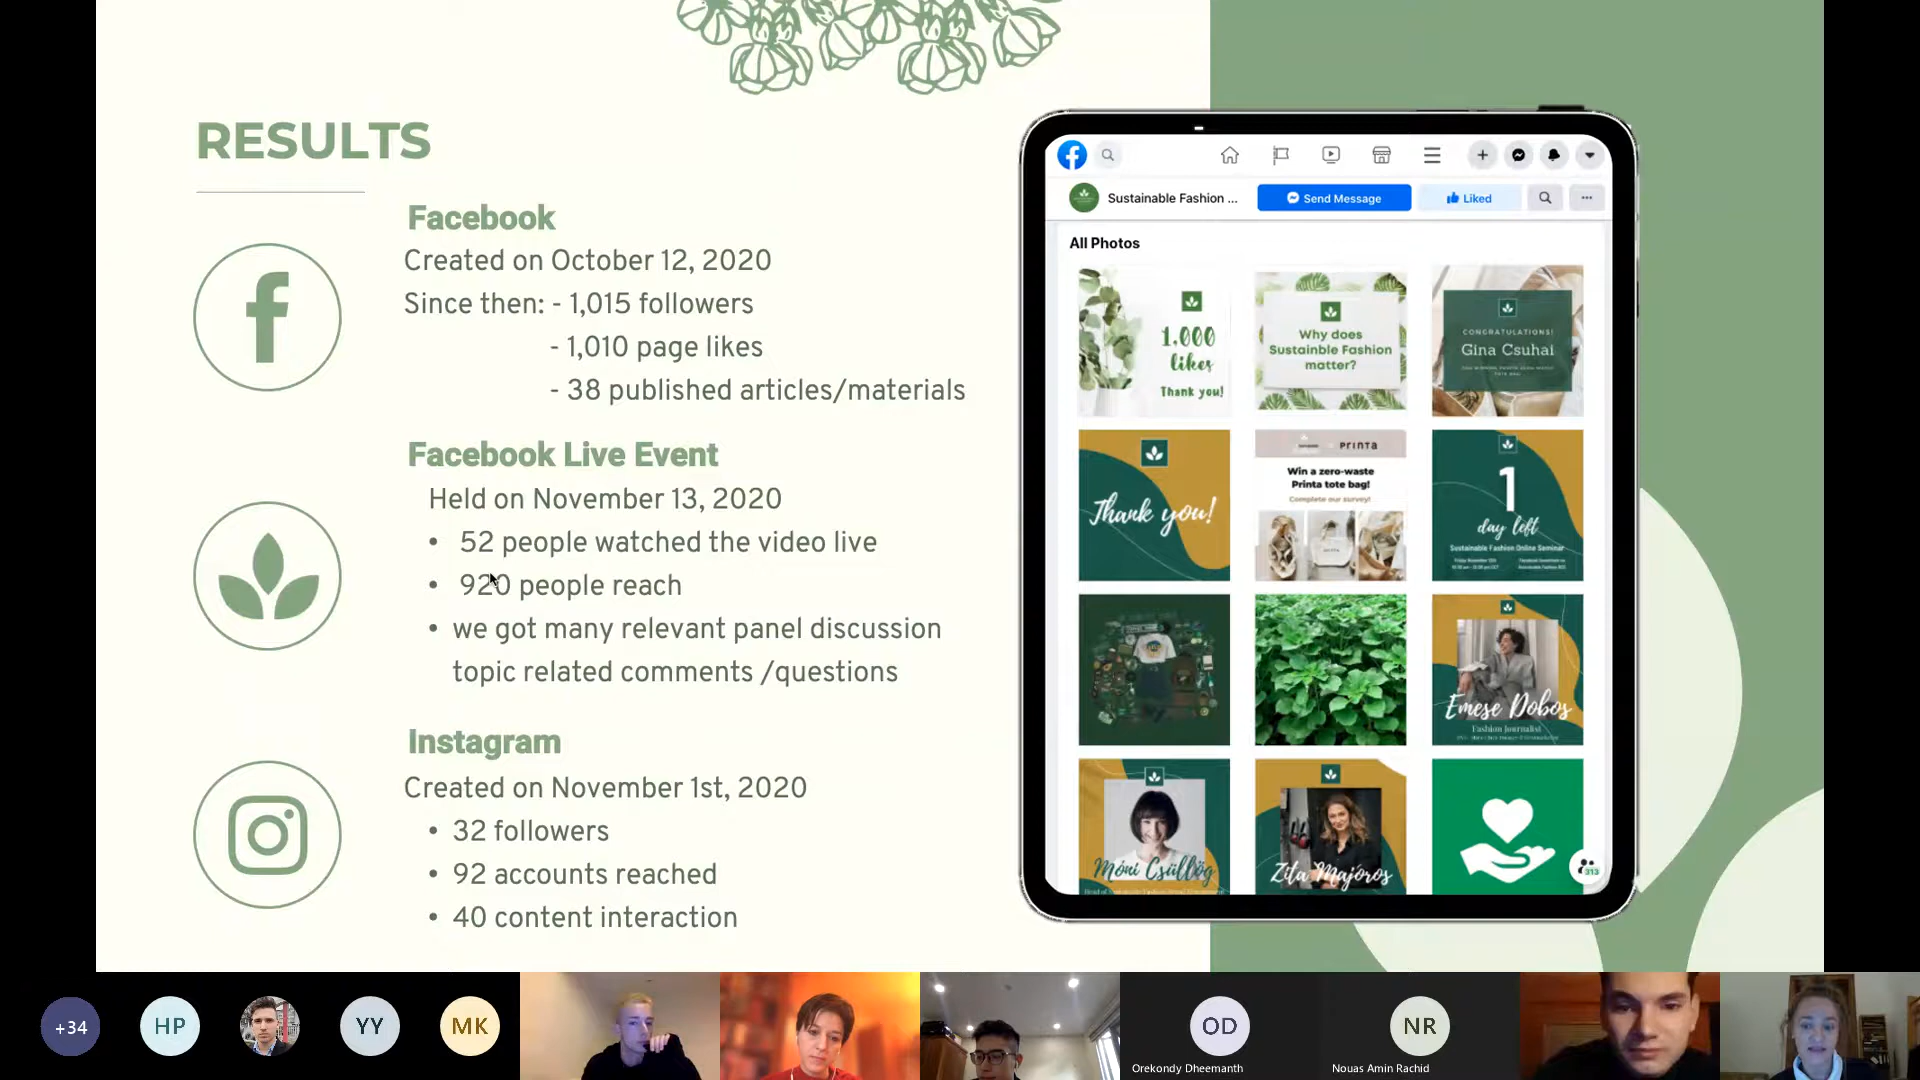 RESULTS
Facebook
Created on October 12, 2020
Since then: - 1,015 followers
- 1,010 page likes
- 38 published articles/materials
Facebook Live Event
Held on November 13, 2020
• 52 people watched the video live
• 920 people reach
• we got many relevant panel discussion
topic related comments /questions
Instagram
Created on November 1st, 2020
• 32 followers
• 92 accounts reached
• 40 content interaction
Sustainable Fashion ...
Send Message
Liked
All Photos
1,000
likes
Thank you!
Why does
Sustainble Fashion
matter?
CONGRATULATIONS!
Gina Csuhai
Thank you!
PRINTA
Win a zero-waste
Printa tote bag!
Complete our survey!
1
day left
Sustainable Fashion Online Seminar
Emese Dobos
Fashion Journalist
Móni Csüllög
Zita Majoros
313
+34
HP
YY
MK
OD
Orekondy Dheemanth
NR
Nouas Amin Rachid